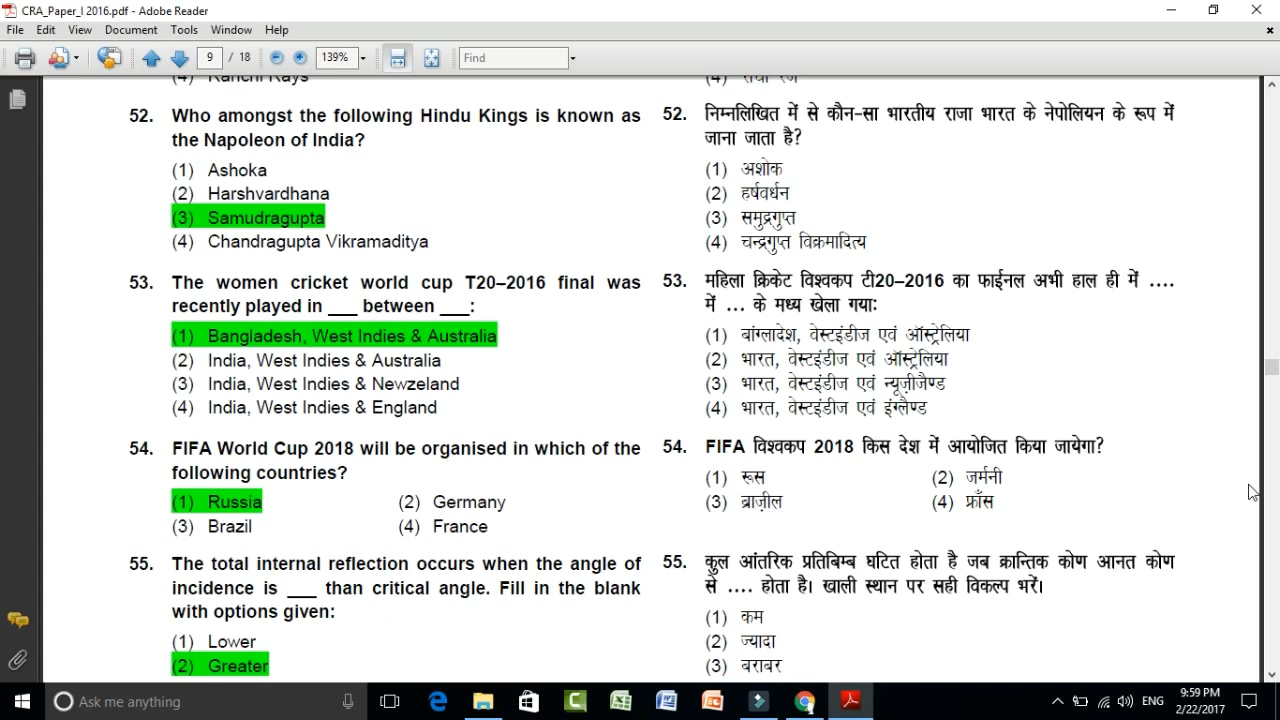 CRA_Paper_I 2016.pdf - Adobe Reader
File Edit View Document Tools Window Help
9 / 18 139% Find
(4) Ranchi Rays
52. Who amongst the following Hindu Kings is known as
the Napoleon of India?
(1) Ashoka
(2) Harshvardhana
(3) Samudragupta
(4) Chandragupta Vikramaditya
53. The women cricket world cup T20–2016 final was
recently played in ___ between ___:
(1) Bangladesh, West Indies & Australia
(2) India, West Indies & Australia
(3) India, West Indies & Newzeland
(4) India, West Indies & England
54. FIFA World Cup 2018 will be organised in which of the
following countries?
(1) Russia (2) Germany
(3) Brazil (4) France
55. The total internal reflection occurs when the angle of
incidence is ___ than critical angle. Fill in the blank
with options given:
(1) Lower
(2) Greater
(4) रांची रेज
52. निम्नलिखित में से कौन-सा भारतीय राजा भारत के नेपोलियन के रूप में
जाना जाता है?
(1) अशोक
(2) हर्षवर्धन
(3) समुद्रगुप्त
(4) चन्द्रगुप्त विक्रमादित्य
53. महिला क्रिकेट विश्वकप टी20–2016 का फाईनल अभी हाल ही में ....
में ... के मध्य खेला गयाः
(1) बांग्लादेश, वेस्टइंडीज एवं ऑस्ट्रेलिया
(2) भारत, वेस्टइंडीज एवं ऑस्ट्रेलिया
(3) भारत, वेस्टइंडीज एवं न्यूज़ीजैण्ड
(4) भारत, वेस्टइंडीज एवं इंग्लैण्ड
54. FIFA विश्वकप 2018 किस देश में आयोजित किया जायेगा?
(1) रूस (2) जर्मनी
(3) ब्राज़ील (4) फ्राँस
55. कुल आंतरिक प्रतिबिम्ब घटित होता है जब क्रान्तिक कोण आनत कोण
से .... होता है। खाली स्थान पर सही विकल्प भरें।
(1) कम
(2) ज्यादा
(3) बराबर
Ask me anything
ENG
9:59 PM
2/22/2017